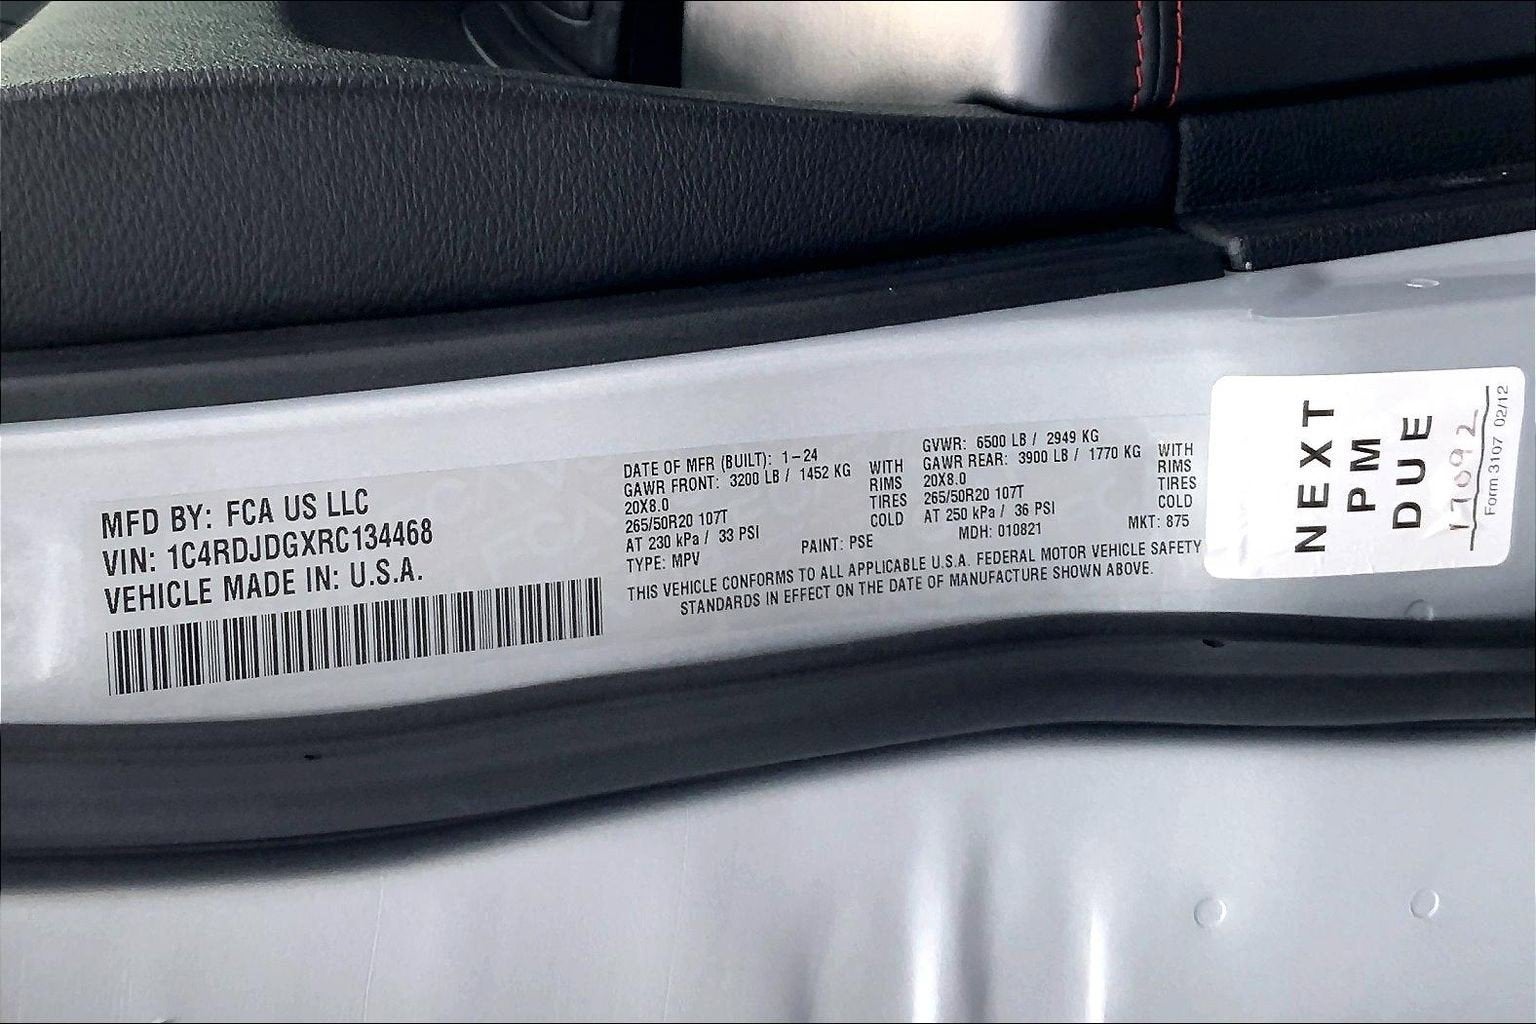 MFD BY: FCA US LLC
VIN: 1C4RDJDGXRC134468
VEHICLE MADE IN: U.S.A.
DATE OF MFR (BUILT): 1-24
GAWR FRONT: 3200 LB / 1452 KG
20X8.0
265/50R20 107T
AT 230 kPa / 33 PSI
TYPE: MPV
WITH
RIMS
TIRES
COLD
PAINT: PSE
GVWR: 6500 LB / 2949 KG
GAWR REAR: 3900 LB / 1770 KG
20X8.0
265/50R20 107T
AT 250 kPa / 36 PSI
MDH: 010821
WITH
RIMS
TIRES
COLD
MKT: 875
THIS VEHICLE CONFORMS TO ALL APPLICABLE U.S.A. FEDERAL MOTOR VEHICLE SAFETY
STANDARDS IN EFFECT ON THE DATE OF MANUFACTURE SHOWN ABOVE.
NEXT
PM
DUE
17092
Form 3107 02/12